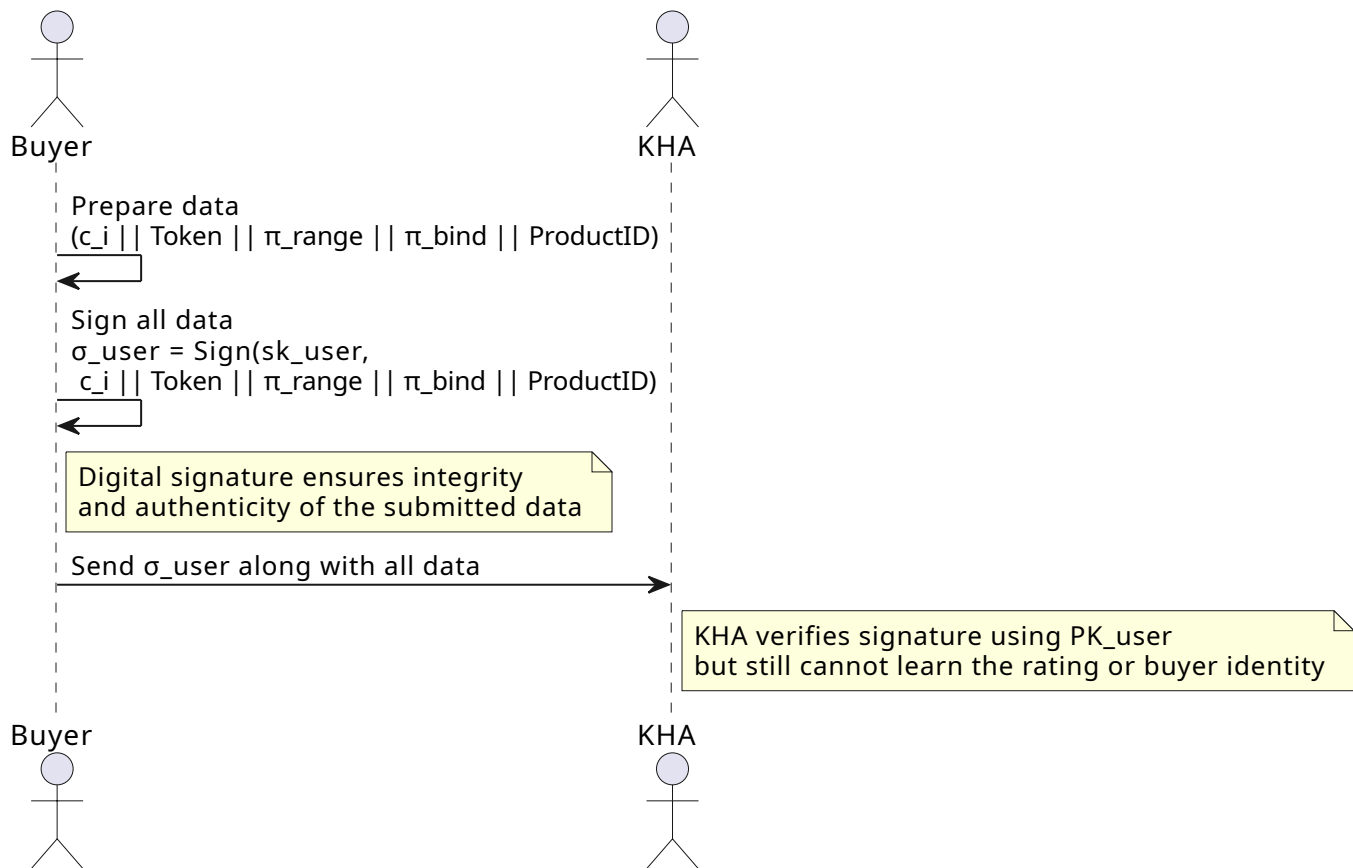 Buyer
KHA
Prepare data
(c_i || Token || π_range || π_bind || ProductID)
Sign all data
σ_user = Sign(sk_user,
c_i || Token || π_range || π_bind || ProductID)
Digital signature ensures integrity
and authenticity of the submitted data
Send σ_user along with all data
KHA verifies signature using PK_user
but still cannot learn the rating or buyer identity
Buyer
KHA